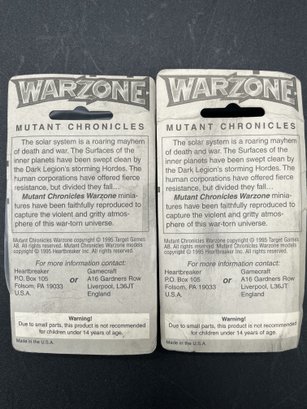 WARZONE
MUTANT CHRONICLES
The solar system is a roaring mayhem
of death and war. The Surfaces of the
inner planets have been swept clean by
the Dark Legion's storming Hordes. The
human corporations have offered fierce
resistance, but divided they fall...
Mutant Chronicles Warzone minia-
tures have been faithfully reproduced to
capture the violent and gritty atmos-
phere of this war-torn universe.
Mutant Chronicles Warzone copyright © 1995 Target Games
AB. All rights reserved. Mutant Chronicles Warzone models
copyright © 1995 Heartbreaker Inc. All rights reserved.
For more information contact:
Heartbreaker
P.O. Box 105
Folsom, PA 19033
U.S.A.
or
Gamecraft
A16 Gardners Row
Liverpool, L36JT
England
Warning!
Due to small parts, this product is not recommended
for children under 14 years of age.
Made in the U.S.A.
WARZONE
MUTANT CHRONICLES
The solar system is a roaring mayhem
of death and war. The Surfaces of the
inner planets have been swept clean by
the Dark Legion's storming Hordes. The
human corporations have offered fierce
resistance, but divided they fall...
Mutant Chronicles Warzone minia-
tures have been faithfully reproduced to
capture the violent and gritty atmos-
phere of this war-torn universe.
Mutant Chronicles Warzone copyright © 1995 Target Games
AB. All rights reserved. Mutant Chronicles Warzone models
copyright © 1995 Heartbreaker Inc. All rights reserved.
For more information contact:
Heartbreaker
P.O. Box 105
Folsom, PA 19033
U.S.A.
or
Gamecraft
A16 Gardners Row
Liverpool, L36JT
England
Warning!
Due to small parts, this product is not recommended
for children under 14 years of age.
Made in the U.S.A.